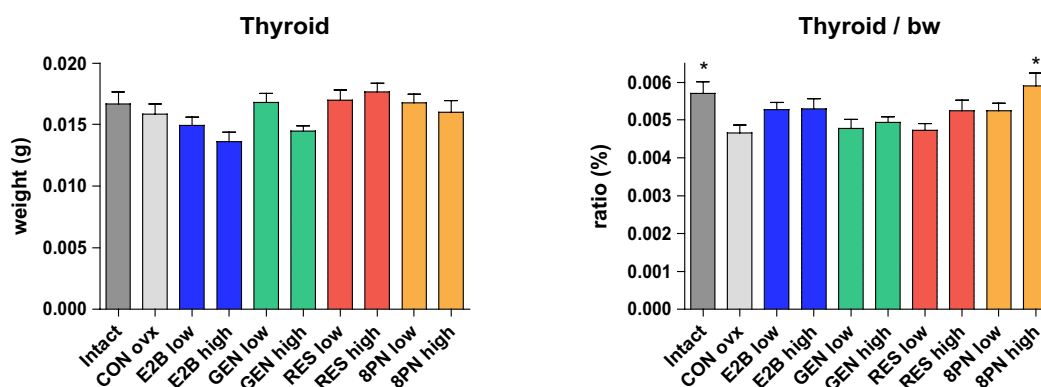 Thyroid
weight (g)
0.020
0.015
0.010
0.005
0.000
Intact
CON ovx
E2B low
E2B high
GEN low
GEN high
RES low
RES high
8PN low
8PN high
Thyroid / bw
ratio (%)
*
*
0.006
0.005
0.004
0.003
0.002
0.001
0.000
Intact
CON ovx
E2B low
E2B high
GEN low
GEN high
RES low
RES high
8PN low
8PN high